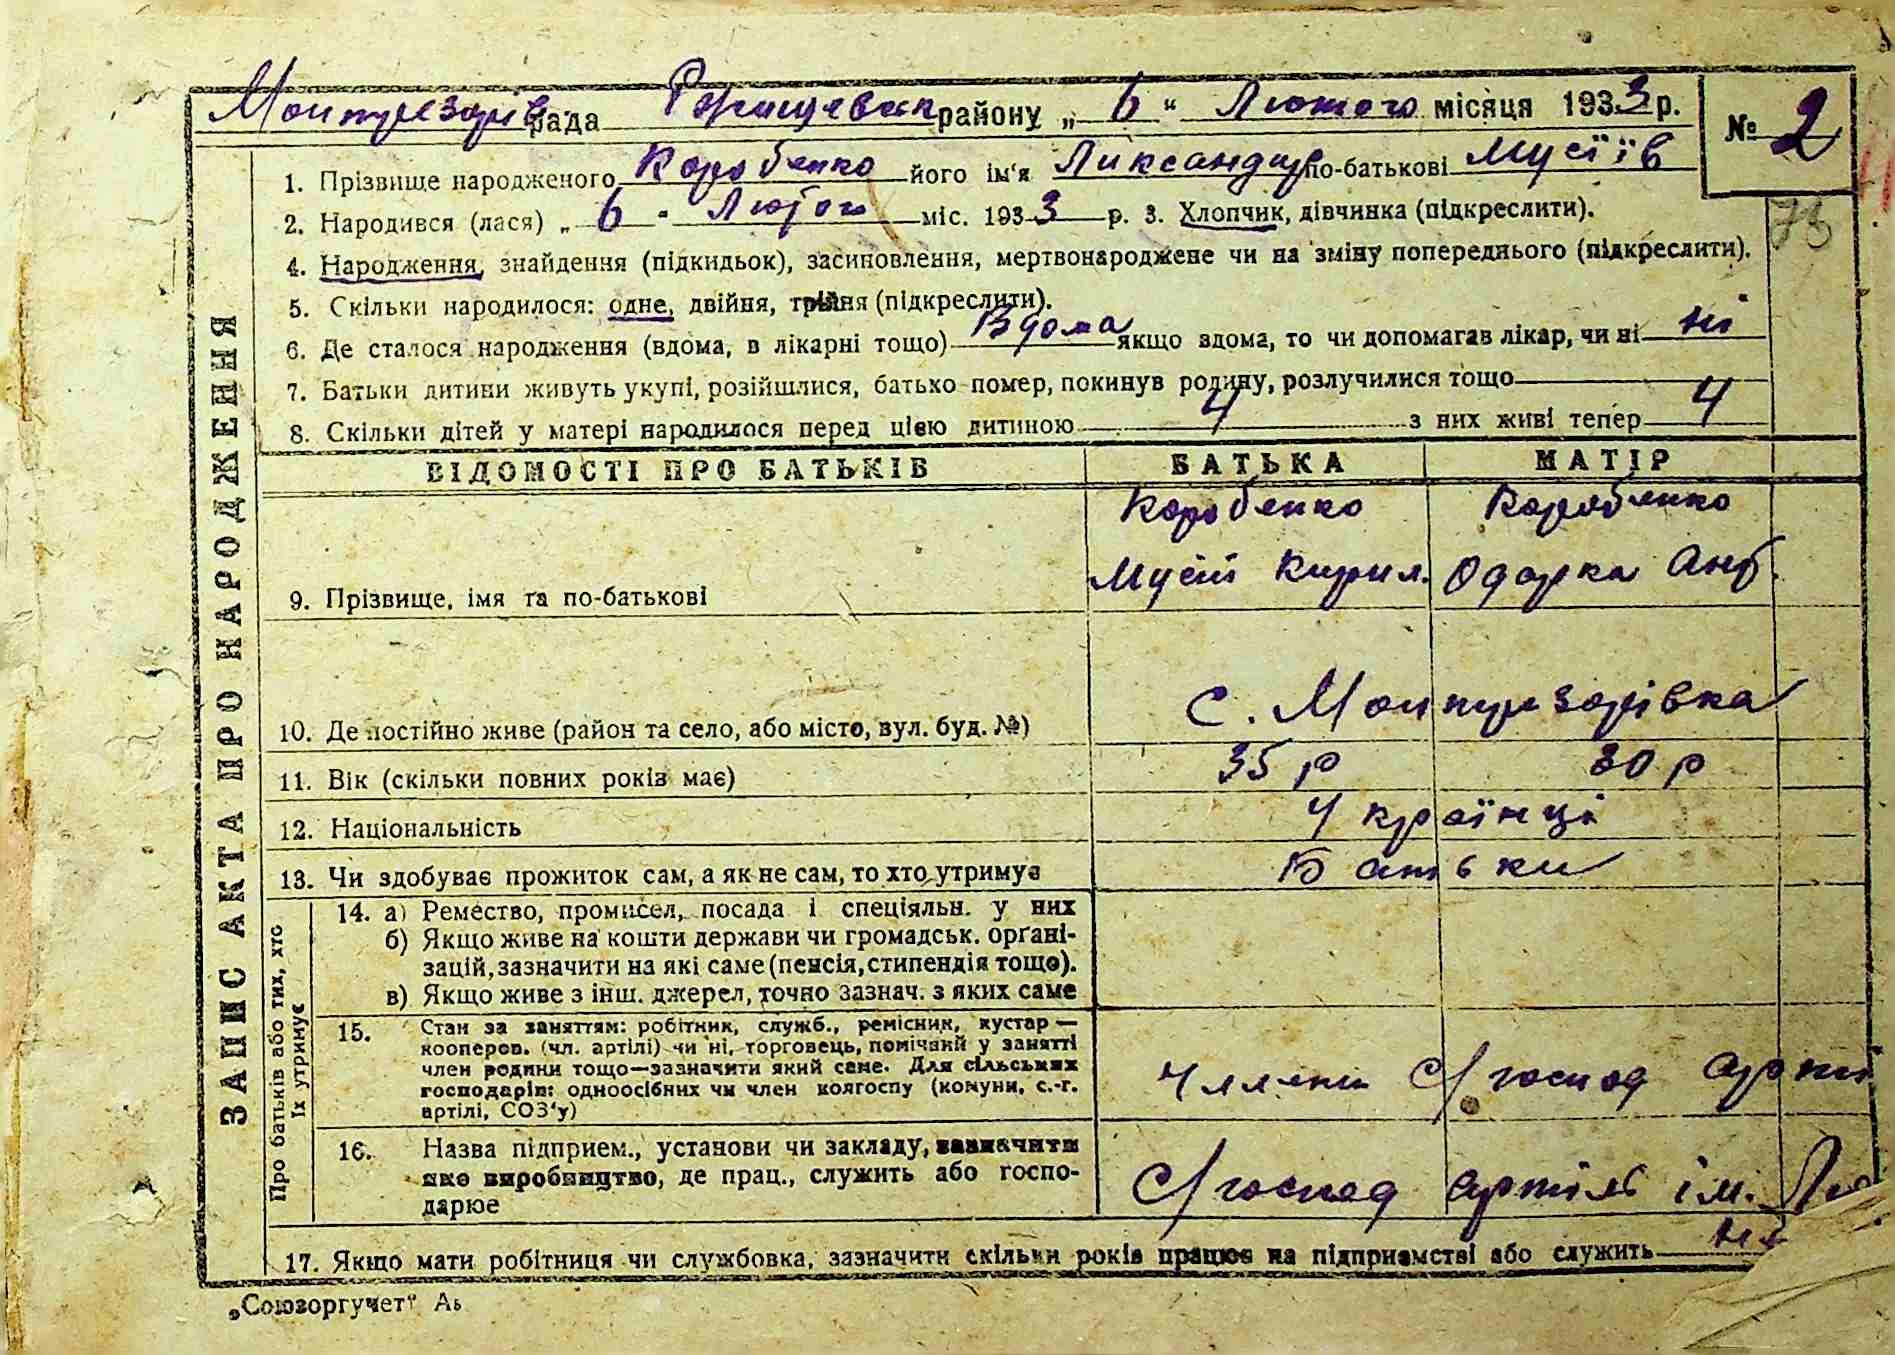 рада району „ 6 “ Лютого місяця 1933 р.
№ 2
1. Прізвище народженого Коробенко його ім'я по-батькові Мусіїв
73
2. Народився (лася) „ 6 “ Лютого міс. 1933 р. 3. Хлопчик, дівчинка (підкреслити).
4. Народження, знайдення (підкидьок), засиновлення, мертвонароджене чи на зміну попереднього (підкреслити).
5. Скільки народилося: одне, двійня, трійня (підкреслити).
6. Де сталося народження (вдома, в лікарні тощо) Вдома якщо вдома, то чи допомагав лікар, чи ні ні
7. Батьки дитини живуть укупі, розійшлися, батько помер, покинув родину, розлучилися тощо
8. Скільки дітей у матері народилося перед цією дитиною 4 з них живі тепер 4
ЗАПИС АКТА ПРО НАРОДЖЕННЯ
ВІДОМОСТІ ПРО БАТЬКІВ БАТЬКА МАТІР
Коробенко Коробенко
Мусій Кирил. Одарка
9. Прізвище, імя та по-батькові
10. Де постійно живе (район та село, або місто, вул. буд. №) с.
11. Вік (скільки повних років має) 35 р 30 р
12. Національність Українці
13. Чи здобуває прожиток сам, а як не сам, то хто утримує Батьки
Про батьків або тих, хто
їх утримує
14. а) Ремество, промисел, посада і спеціяльн. у них
б) Якщо живе на кошти держави чи громадськ. органі-
зацій, зазначити на які саме (пенсія, стипендія тощо).
в) Якщо живе з інш. джерел, точно зазнач. з яких саме
15. Стан за заняттям: робітник, служб., ремісник, кустар —
кооперов. (чл. артілі) чи ні, торговець, помічний у занятті
член родини тощо—зазначити який саме. Для сільських
господарів: одноосібних чи член колгоспу (комуни, с.-г.
артілі, СОЗ'у)
члени С/господ арті
16. Назва підприєм., установи чи закладу, зазначити
яке виробництво, де прац., служить або госпо-
дарює
С/господ артіль ім.
17. Якщо мати робітниця чи службовка, зазначити скільки років працює на підприємстві або служить ні
„Союзоргучет“